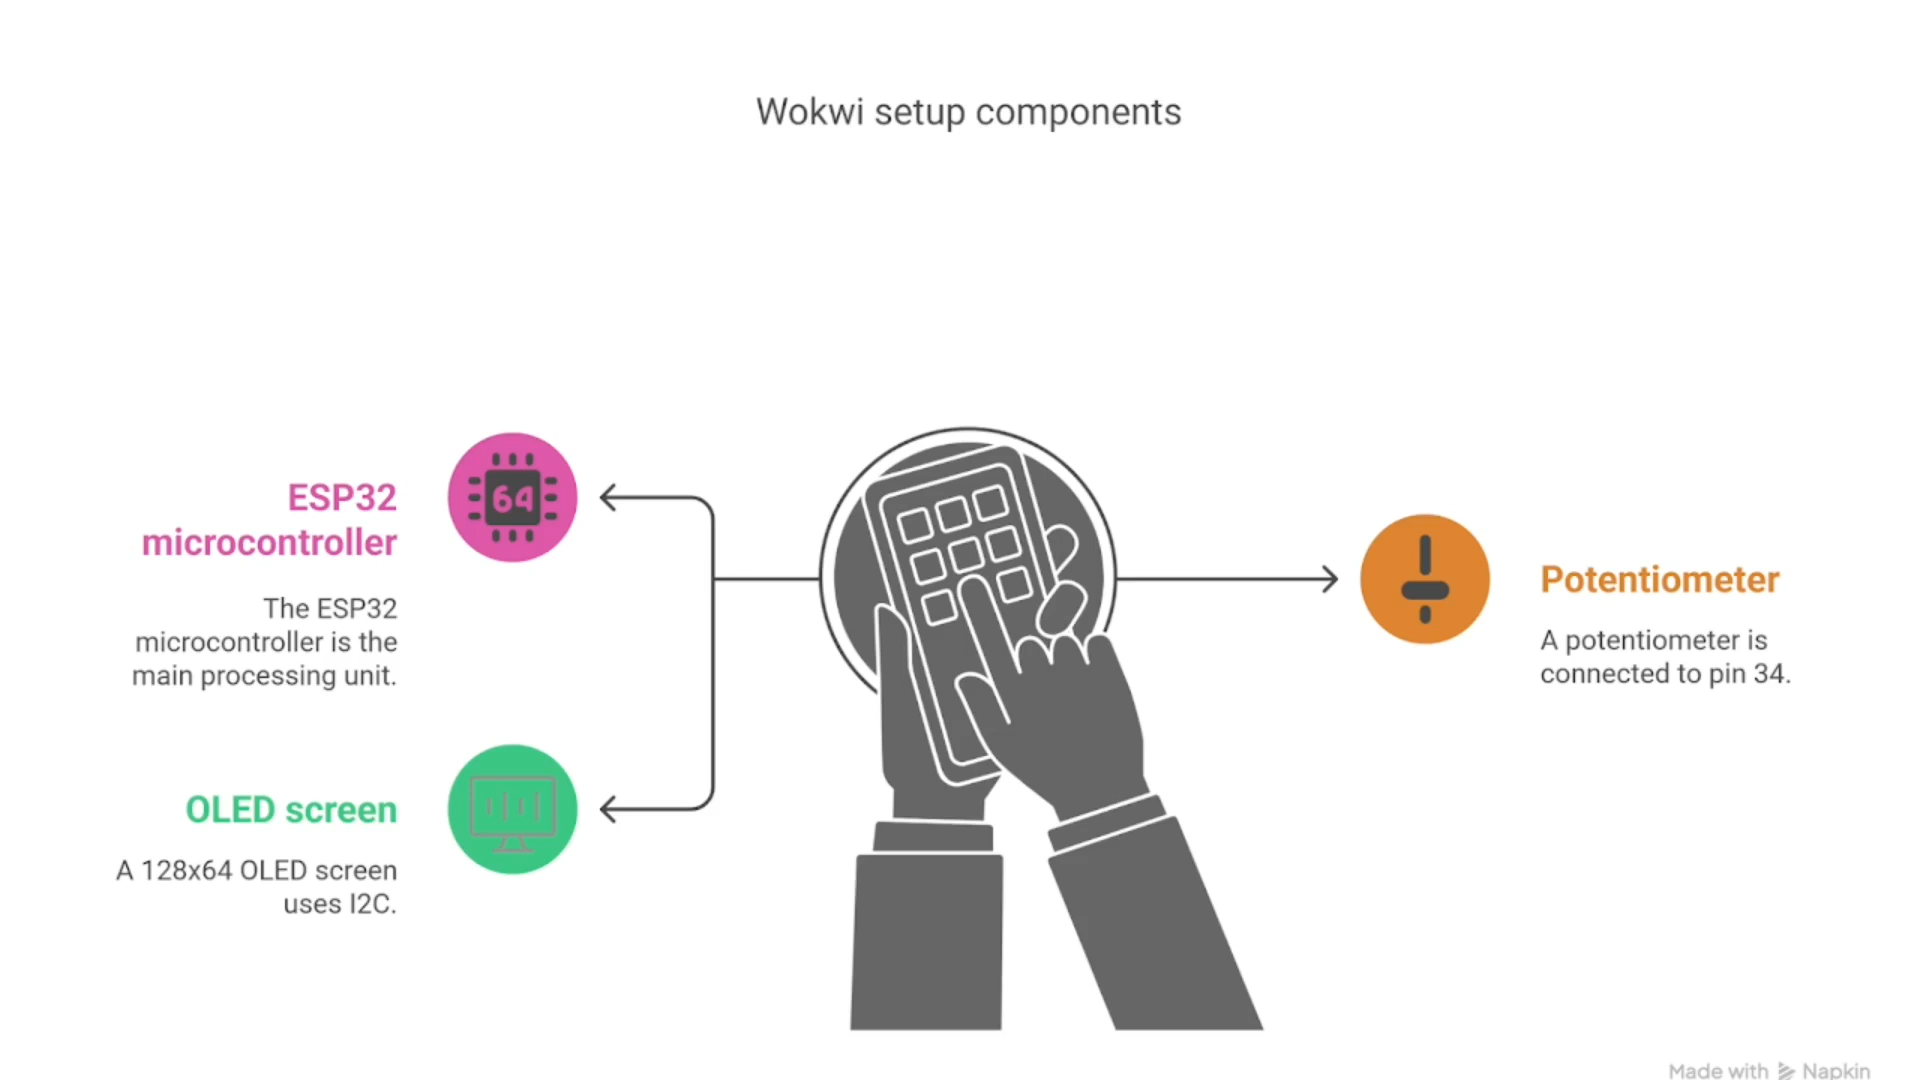 Wokwi setup components
ESP32
microcontroller
The ESP32
microcontroller is the
main processing unit.
64
OLED screen
A 128x64 OLED screen
uses I2C.
Potentiometer
A potentiometer is
connected to pin 34.
Made with Napkin